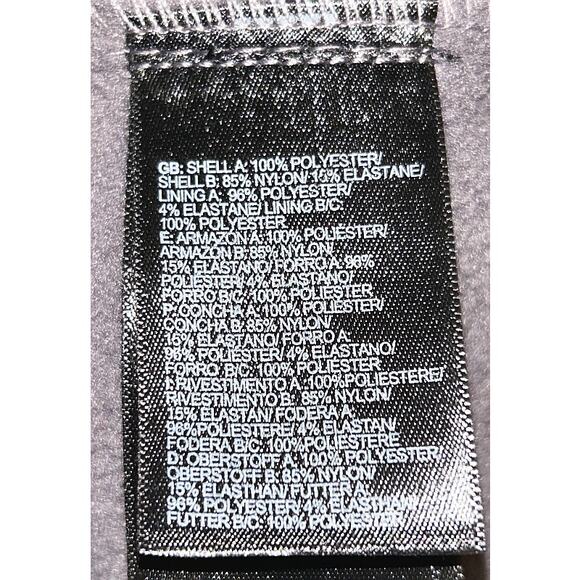 GB: SHELL A: 100% POLYESTER/
SHELL B: 85% NYLON/ 15% ELASTANE/
LINING A: 96% POLYESTER/
4% ELASTANE/ LINING B/C:
100% POLYESTER
E: ARMAZON A: 100% POLIESTER/
ARMAZON B: 85% NYLON/
15% ELASTANO/ FORRO A: 96%
POLIESTER/ 4% ELASTANO/
FORRO B/C: 100% POLIESTER
P: CONCHA A: 100% POLIESTER/
CONCHA B: 85% NYLON/
15% ELASTANO/ FORRO A:
96% POLIESTER/ 4% ELASTANO/
FORRO. B/C: 100% POLIESTER
I: RIVESTIMENTO A: 100% POLIESTERE/
RIVESTIMENTO B: 85% NYLON/
15% ELASTAN/ FODERA A:
96% POLIESTERE/ 4% ELASTAN/
FODERA B/C: 100% POLIESTERE
D: OBERSTOFF A: 100% POLYESTER/
OBERSTOFF B: 85% NYLON/
15% ELASTHAN/ FUTTER A:
96% POLYESTER/ 4% ELASTHAN/
FUTTER B/C: 100% POLYESTER